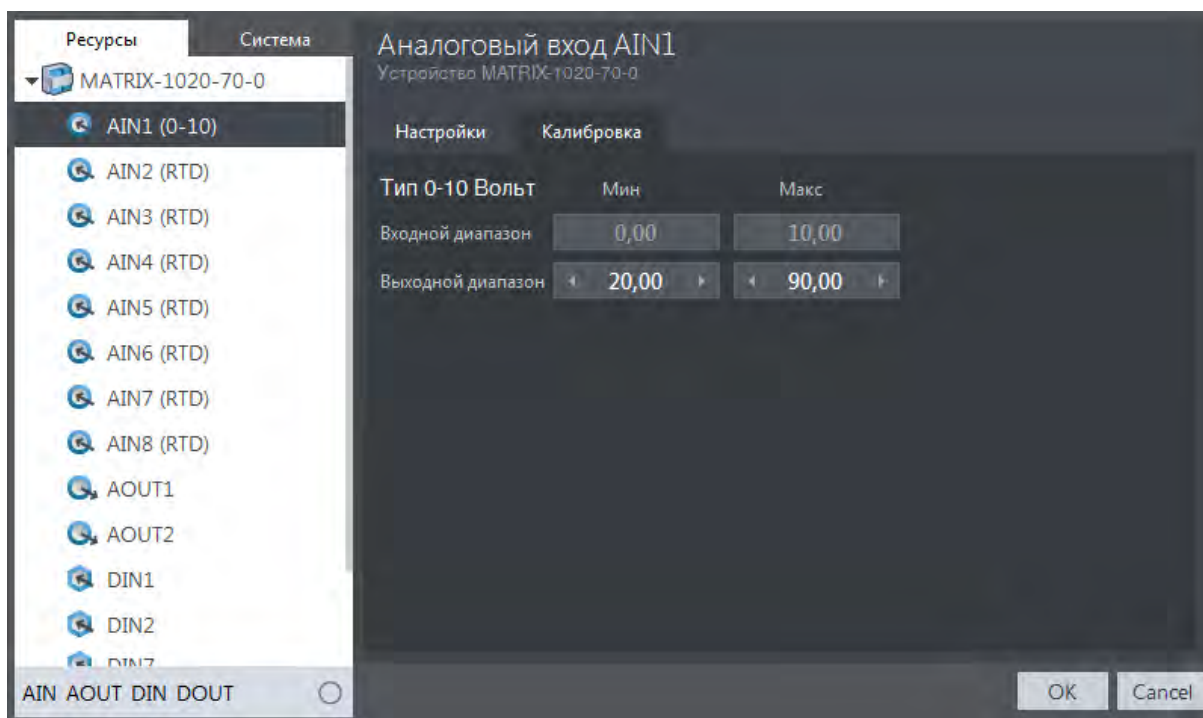 Ресурсы
Система
MATRIX-1020-70-0
AIN1 (0-10)
AIN2 (RTD)
AIN3 (RTD)
AIN4 (RTD)
AIN5 (RTD)
AIN6 (RTD)
AIN7 (RTD)
AIN8 (RTD)
AOUT1
AOUT2
DIN1
DIN2
AIN AOUT DIN DOUT
Аналоговый вход AIN1
Устройство MATRIX-1020-70-0
Настройки
Калибровка
Тип 0-10 Вольт Мин Макс
Входной диапазон 0,00 10,00
Выходной диапазон 20,00 90,00
OK
Cancel